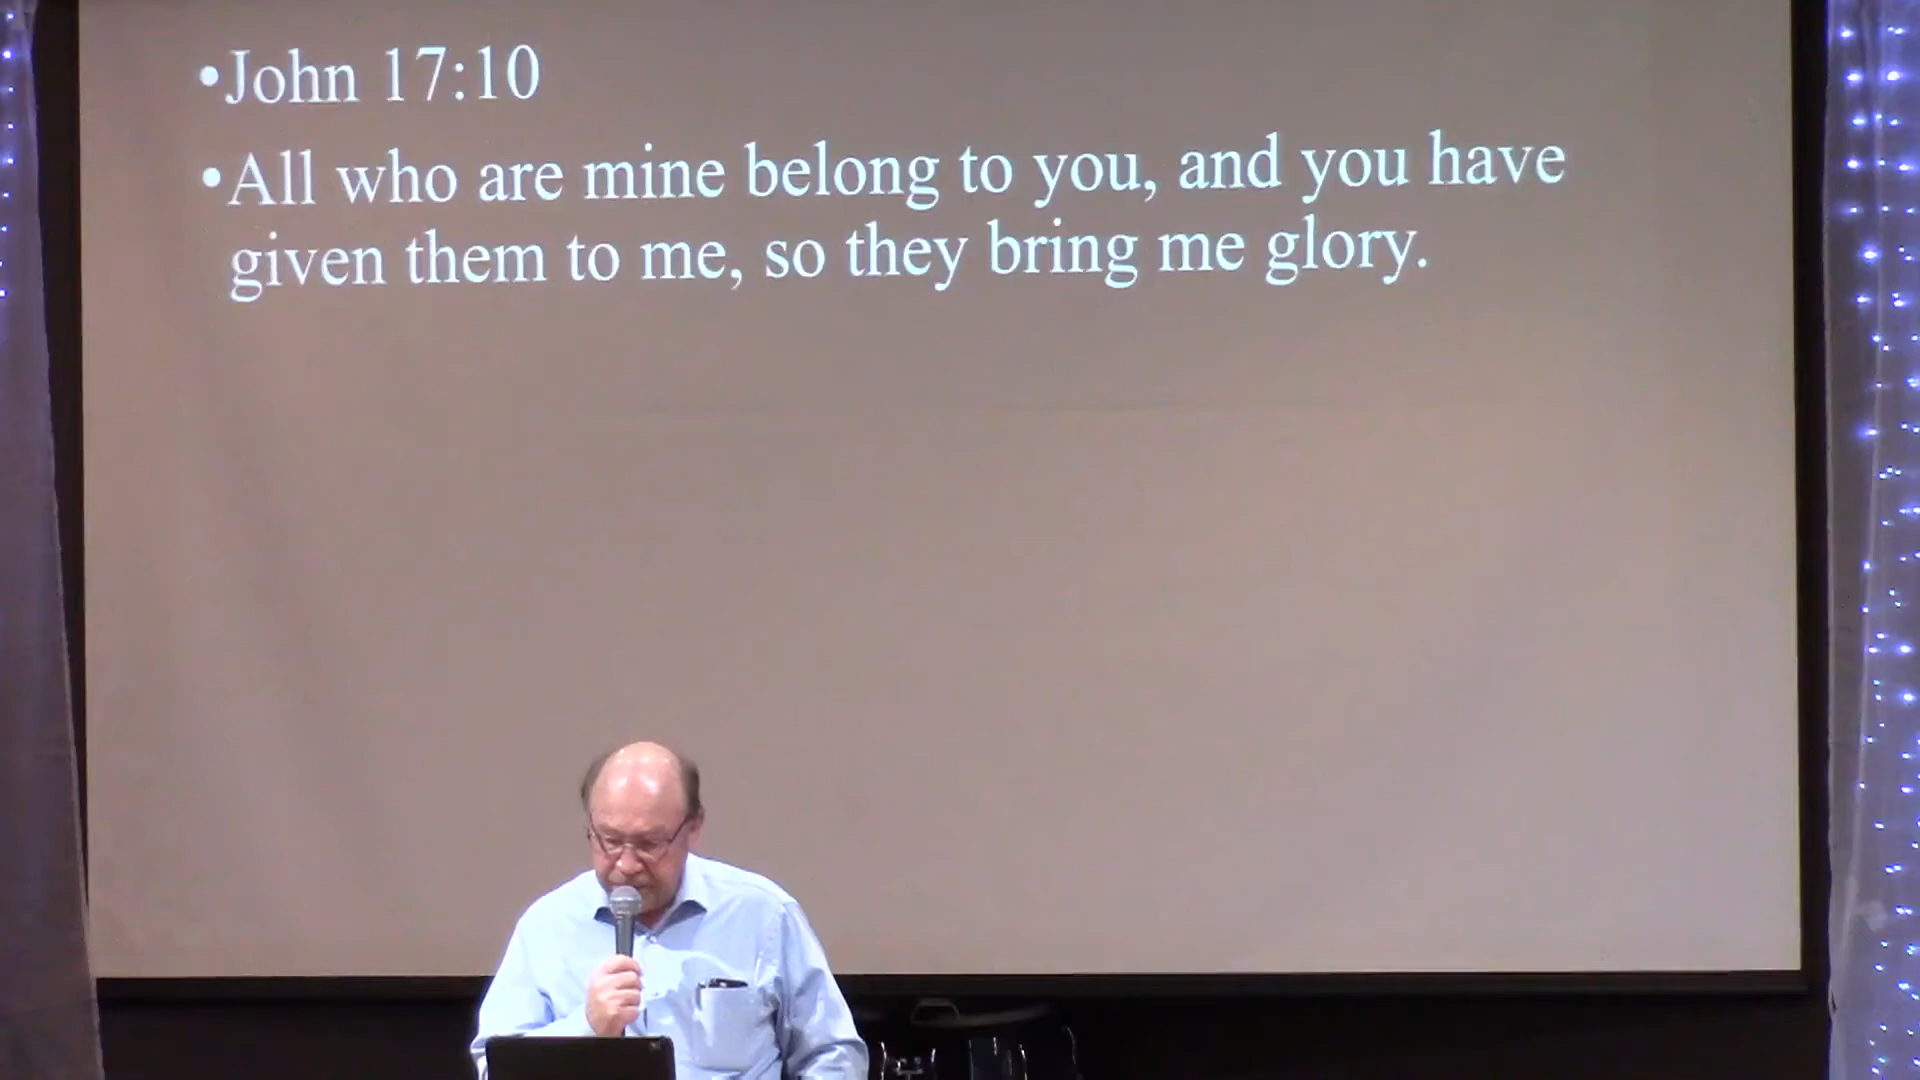 •John 17:10
•All who are mine belong to you, and you have
given them to me, so they bring me glory.